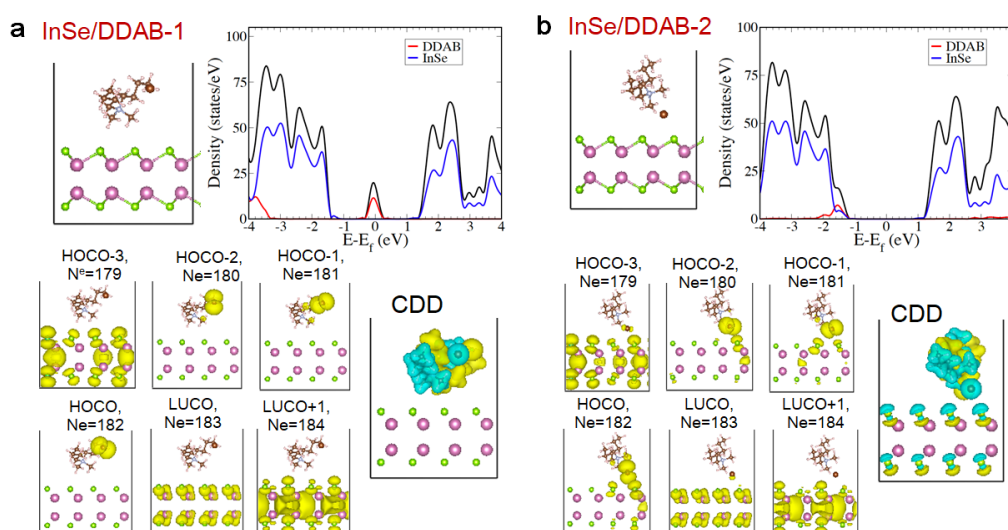 a InSe/DDAB-1
100
75
50
25
0
Density (states/eV)
DDAB
InSe
-4 -3 -2 -1 0 1 2 3 4
E-Ef (eV)
HOCO-3,
Nᵉ=179
HOCO-2,
Ne=180
HOCO-1,
Ne=181
CDD
HOCO,
Ne=182
LUCO,
Ne=183
LUCO+1,
Ne=184
b InSe/DDAB-2
100
75
50
25
0
Density (states/eV)
DDAB
InSe
-4 -3 -2 -1 0 1 2 3
E-Ef (eV)
HOCO-3,
Ne=179
HOCO-2,
Ne=180
HOCO-1,
Ne=181
CDD
HOCO,
Ne=182
LUCO,
Ne=183
LUCO+1,
Ne=184